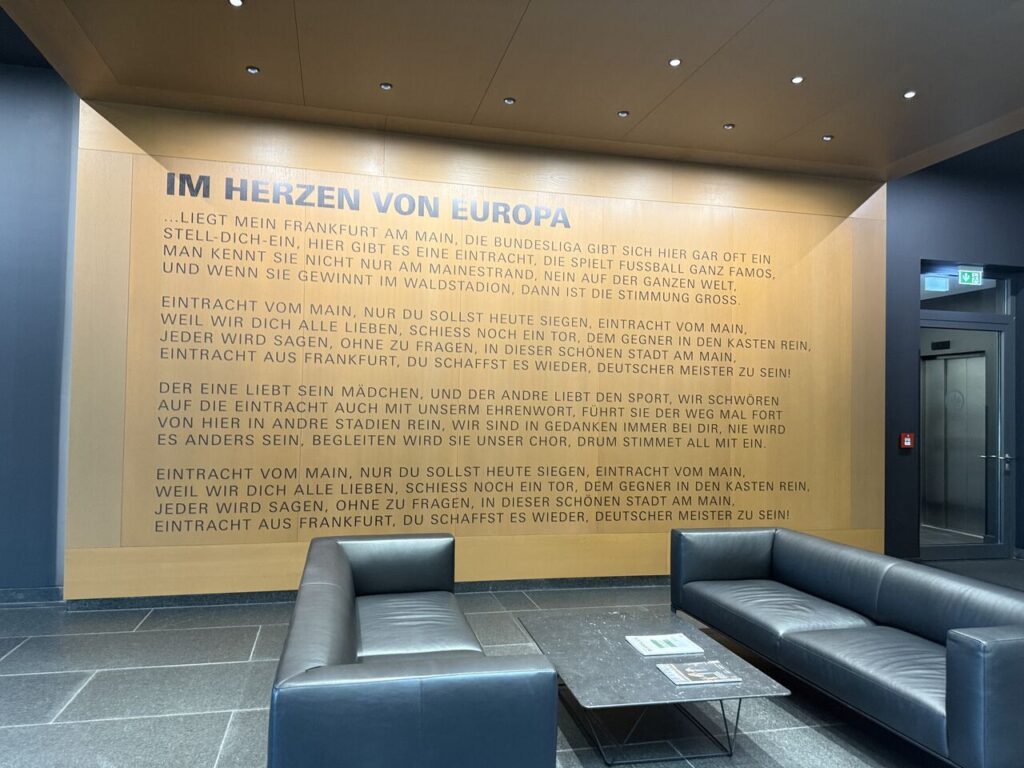 IM HERZEN VON EUROPA
...LIEGT MEIN FRANKFURT AM MAIN, DIE BUNDESLIGA GIBT SICH HIER GAR OFT EIN
STELL-DICH-EIN, HIER GIBT ES EINE EINTRACHT, DIE SPIELT FUSSBALL GANZ FAMOS,
MAN KENNT SIE NICHT NUR AM MAINESTRAND, NEIN AUF DER GANZEN WELT,
UND WENN SIE GEWINNT IM WALDSTADION, DANN IST DIE STIMMUNG GROSS.
EINTRACHT VOM MAIN, NUR DU SOLLST HEUTE SIEGEN, EINTRACHT VOM MAIN,
WEIL WIR DICH ALLE LIEBEN, SCHIESS NOCH EIN TOR, DEM GEGNER IN DEN KASTEN REIN,
JEDER WIRD SAGEN, OHNE ZU FRAGEN, IN DIESER SCHÖNEN STADT AM MAIN,
EINTRACHT AUS FRANKFURT, DU SCHAFFST ES WIEDER, DEUTSCHER MEISTER ZU SEIN!
DER EINE LIEBT SEIN MÄDCHEN, UND DER ANDRE LIEBT DEN SPORT, WIR SCHWÖREN
AUF DIE EINTRACHT AUCH MIT UNSERM EHRENWORT, FÜHRT SIE DER WEG MAL FORT
VON HIER IN ANDRE STADIEN REIN, WIR SIND IN GEDANKEN IMMER BEI DIR, NIE WIRD
ES ANDERS SEIN, BEGLEITEN WIRD SIE UNSER CHOR, DRUM STIMMET ALL MIT EIN.
EINTRACHT VOM MAIN, NUR DU SOLLST HEUTE SIEGEN, EINTRACHT VOM MAIN,
WEIL WIR DICH ALLE LIEBEN, SCHIESS NOCH EIN TOR, DEM GEGNER IN DEN KASTEN REIN,
JEDER WIRD SAGEN, OHNE ZU FRAGEN, IN DIESER SCHÖNEN STADT AM MAIN,
EINTRACHT AUS FRANKFURT, DU SCHAFFST ES WIEDER, DEUTSCHER MEISTER ZU SEIN!